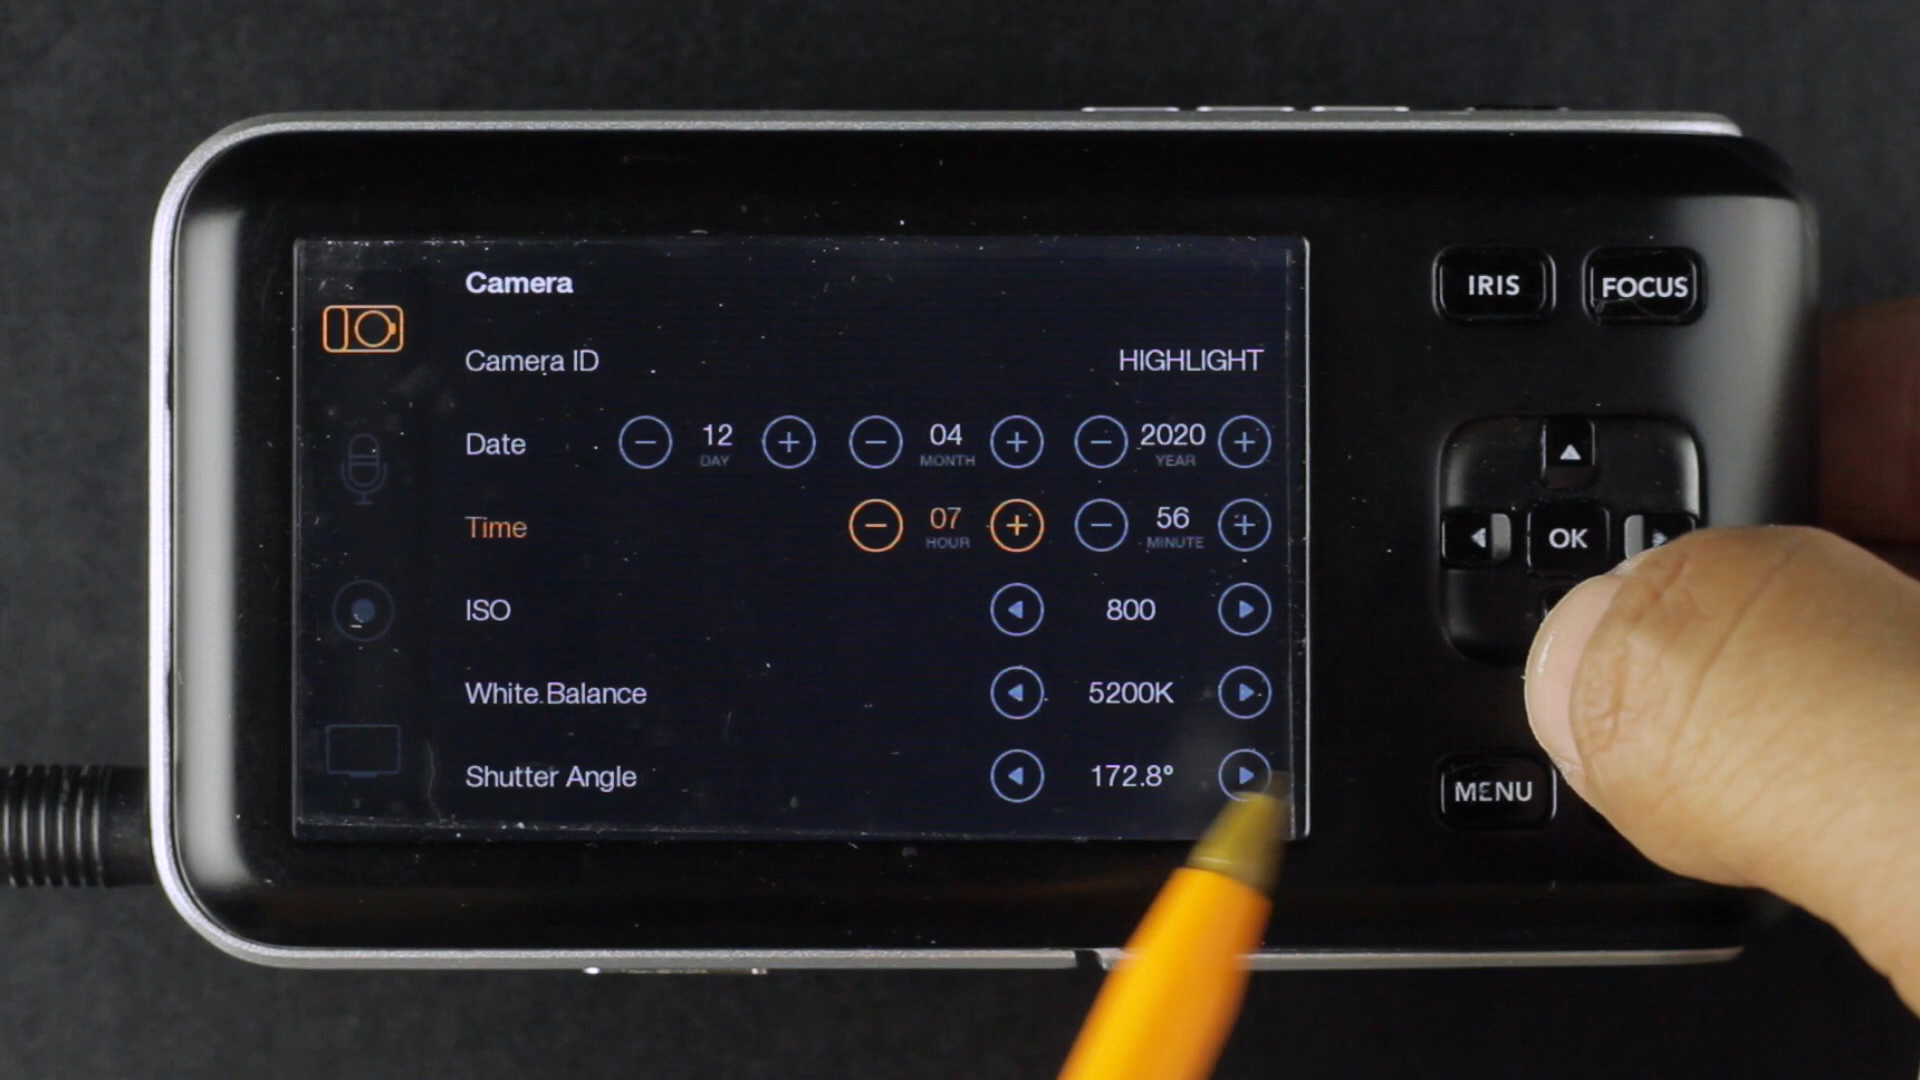 Camera
Camera ID HIGHLIGHT
Date 12 DAY 04 MONTH 2020 YEAR
Time 07 HOUR 56 MINUTE
ISO 800
White Balance 5200K
Shutter Angle 172.8°
IRIS FOCUS
OK
MENU